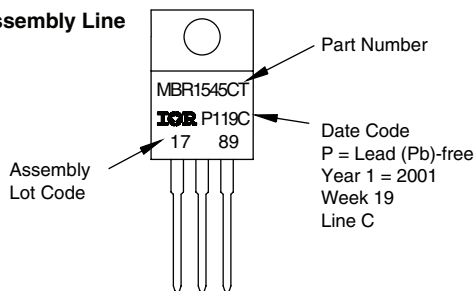 ssembly Line
Part Number
MBR1545CT
IOR P119C
17 89
Assembly
Lot Code
Date Code
P = Lead (Pb)-free
Year 1 = 2001
Week 19
Line C